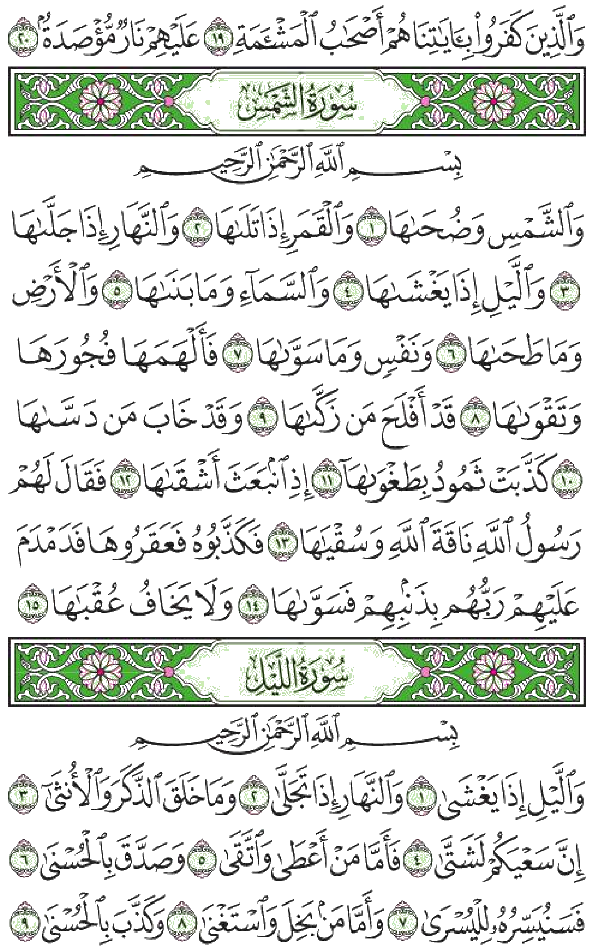 وَٱلَّذِينَ كَفَرُوا۟ بِـَٔايَٰتِنَا هُمْ أَصْحَٰبُ ٱلْمَشْـَٔمَةِ ١٩ عَلَيْهِمْ نَارٌ مُّؤْصَدَةٌۢ ٢٠
سُورَةُ الشَّمْسِ
بِسْمِ ٱللَّهِ ٱلرَّحْمَٰنِ ٱلرَّحِيمِ
وَٱلشَّمْسِ وَضُحَىٰهَا ١ وَٱلْقَمَرِ إِذَا تَلَىٰهَا ٢ وَٱلنَّهَارِ إِذَا جَلَّىٰهَا
٣ وَٱلَّيْلِ إِذَا يَغْشَىٰهَا ٤ وَٱلسَّمَآءِ وَمَا بَنَىٰهَا ٥ وَٱلْأَرْضِ
وَمَا طَحَىٰهَا ٦ وَنَفْسٍ وَمَا سَوَّىٰهَا ٧ فَأَلْهَمَهَا فُجُورَهَا
وَتَقْوَىٰهَا ٨ قَدْ أَفْلَحَ مَن زَكَّىٰهَا ٩ وَقَدْ خَابَ مَن دَسَّىٰهَا
١٠ كَذَّبَتْ ثَمُودُ بِطَغْوَىٰهَآ ١١ إِذِ ٱنۢبَعَثَ أَشْقَىٰهَا ١٢ فَقَالَ لَهُمْ
رَسُولُ ٱللَّهِ نَاقَةَ ٱللَّهِ وَسُقْيَٰهَا ١٣ فَكَذَّبُوهُ فَعَقَرُوهَا فَدَمْدَمَ
عَلَيْهِمْ رَبُّهُم بِذَنۢبِهِمْ فَسَوَّىٰهَا ١٤ وَلَا يَخَافُ عُقْبَٰهَا ١٥
سُورَةُ اللَّيْلِ
بِسْمِ ٱللَّهِ ٱلرَّحْمَٰنِ ٱلرَّحِيمِ
وَٱلَّيْلِ إِذَا يَغْشَىٰ ١ وَٱلنَّهَارِ إِذَا تَجَلَّىٰ ٢ وَمَا خَلَقَ ٱلذَّكَرَ وَٱلْأُنثَىٰٓ ٣
إِنَّ سَعْيَكُمْ لَشَتَّىٰ ٤ فَأَمَّا مَنْ أَعْطَىٰ وَٱتَّقَىٰ ٥ وَصَدَّقَ بِٱلْحُسْنَىٰ ٦
فَسَنُيَسِّرُهُۥ لِلْيُسْرَىٰ ٧ وَأَمَّا مَنۢ بَخِلَ وَٱسْتَغْنَىٰ ٨ وَكَذَّبَ بِٱلْحُسْنَىٰ ٩